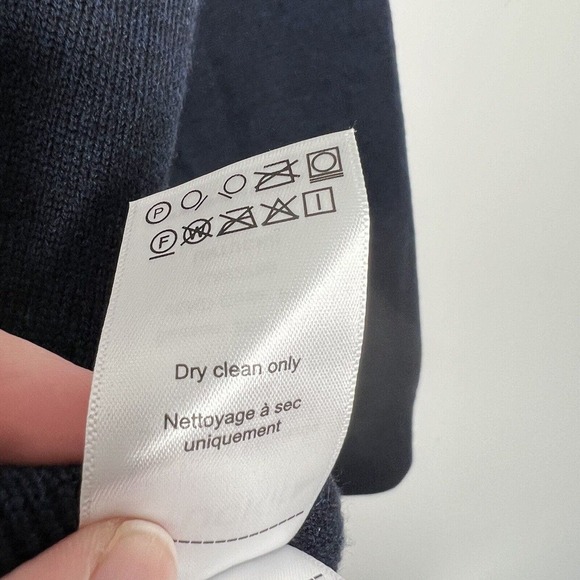 P
F W
Dry clean only
Nettoyage à sec
uniquement